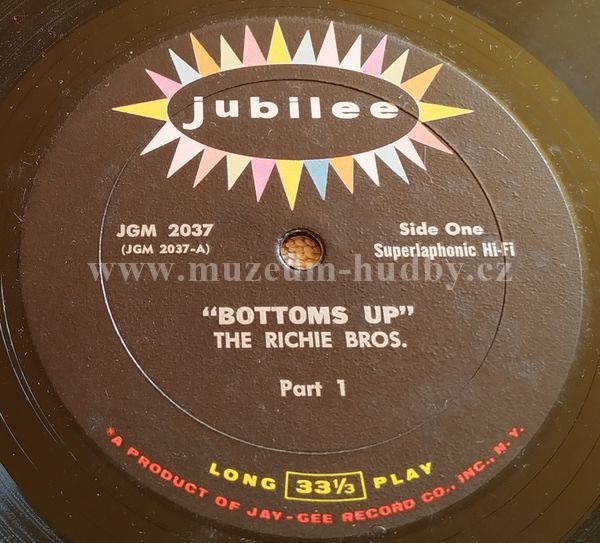 jubilee
JGM 2037
(JGM 2037-A)
Side One
Superlaphonic Hi-Fi
www.muzeum-hudby.cz
"BOTTOMS UP"
THE RICHIE BROS.
Part 1
LONG 33⅓ PLAY
*A PRODUCT OF JAY-GEE RECORD CO., INC., N. Y.